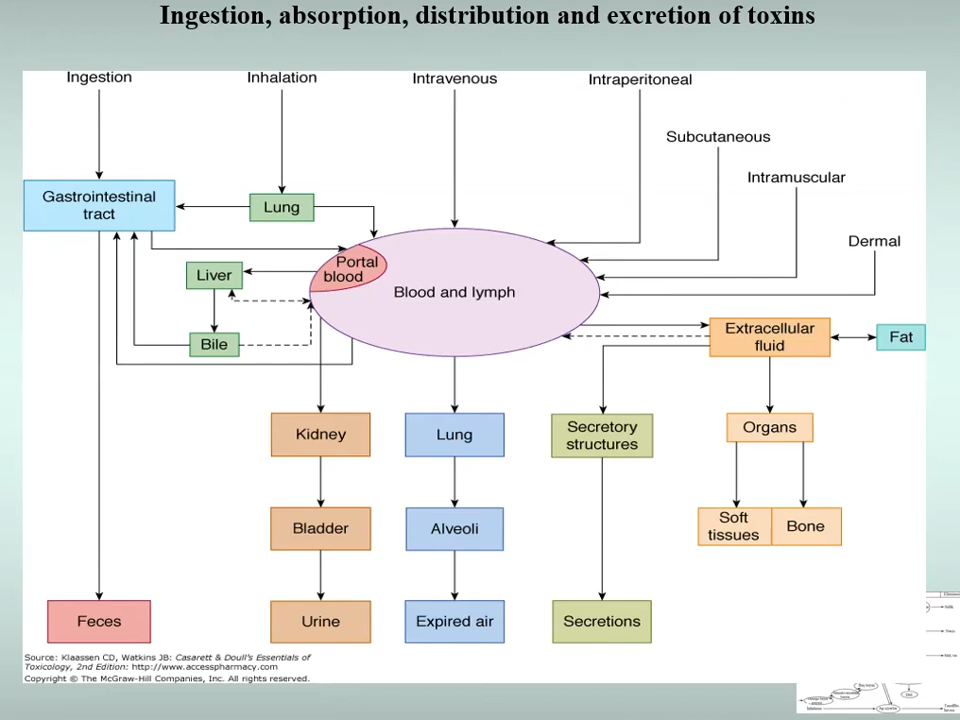 Ingestion, absorption, distribution and excretion of toxins
Ingestion
Inhalation
Intravenous
Intraperitoneal
Subcutaneous
Intramuscular
Dermal
Gastrointestinal
tract
Lung
Portal
blood
Liver
Blood and lymph
Bile
Extracellular
fluid
Fat
Kidney
Lung
Secretory
structures
Organs
Bladder
Alveoli
Soft
tissues
Bone
Feces
Urine
Expired air
Secretions
Source: Klaassen CD, Watkins JB: Casarett & Doull's Essentials of
Toxicology, 2nd Edition: http://www.accesspharmacy.com
Copyright © The McGraw-Hill Companies, Inc. All rights reserved.